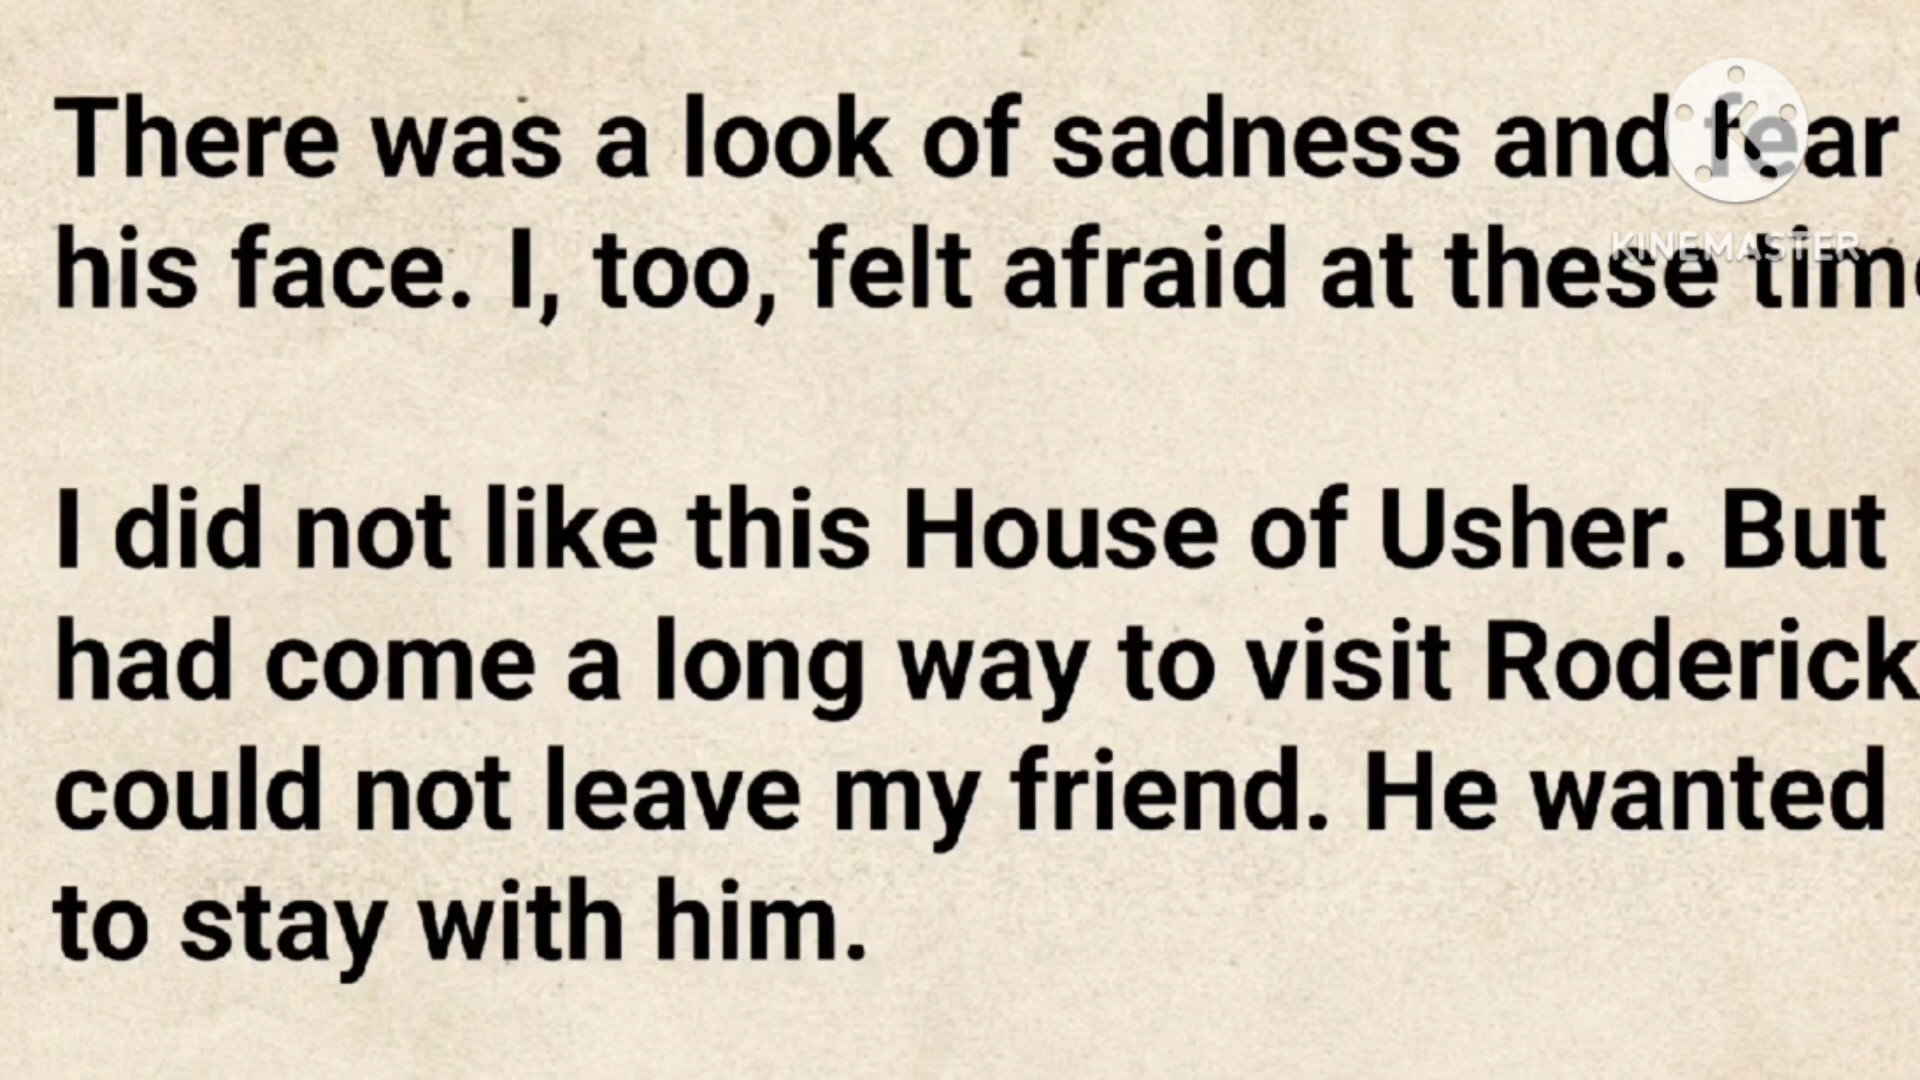 There was a look of sadness and fear
his face. I, too, felt afraid at these
I did not like this House of Usher. But
had come a long way to visit Roderick
could not leave my friend. He wanted
to stay with him.
KINEMASTER